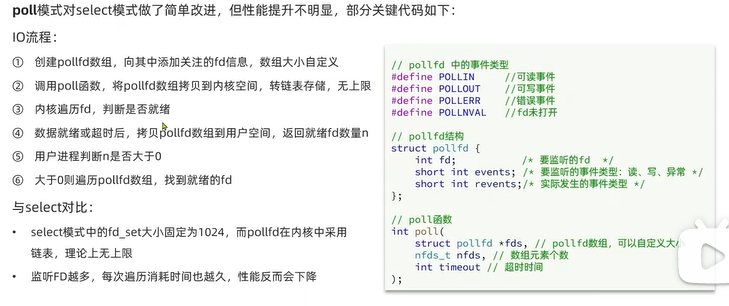 poll模式对select模式做了简单改进，但性能提升不明显，部分关键代码如下：
IO流程：
① 创建pollfd数组，向其中添加关注的fd信息，数组大小自定义
② 调用poll函数，将pollfd数组拷贝到内核空间，转链表存储，无上限
③ 内核遍历fd，判断是否就绪
④ 数据就绪或超时后，拷贝pollfd数组到用户空间，返回就绪fd数量n
⑤ 用户进程判断n是否大于0
⑥ 大于0则遍历pollfd数组，找到就绪的fd
与select对比：
• select模式中的fd_set大小固定为1024，而pollfd在内核中采用
链表，理论上无上限
• 监听FD越多，每次遍历消耗时间也越久，性能反而会下降
// pollfd 中的事件类型
#define POLLIN //可读事件
#define POLLOUT //可写事件
#define POLLERR //错误事件
#define POLLNVAL //fd未打开
// pollfd结构
struct pollfd {
int fd; /* 要监听的fd */
short int events; /* 要监听的事件类型：读、写、异常 */
short int revents;/* 实际发生的事件类型 */
};
// poll函数
int poll(
struct pollfd *fds, // pollfd数组，可以自定义大小
nfds_t nfds, // 数组元素个数
int timeout // 超时时间
);